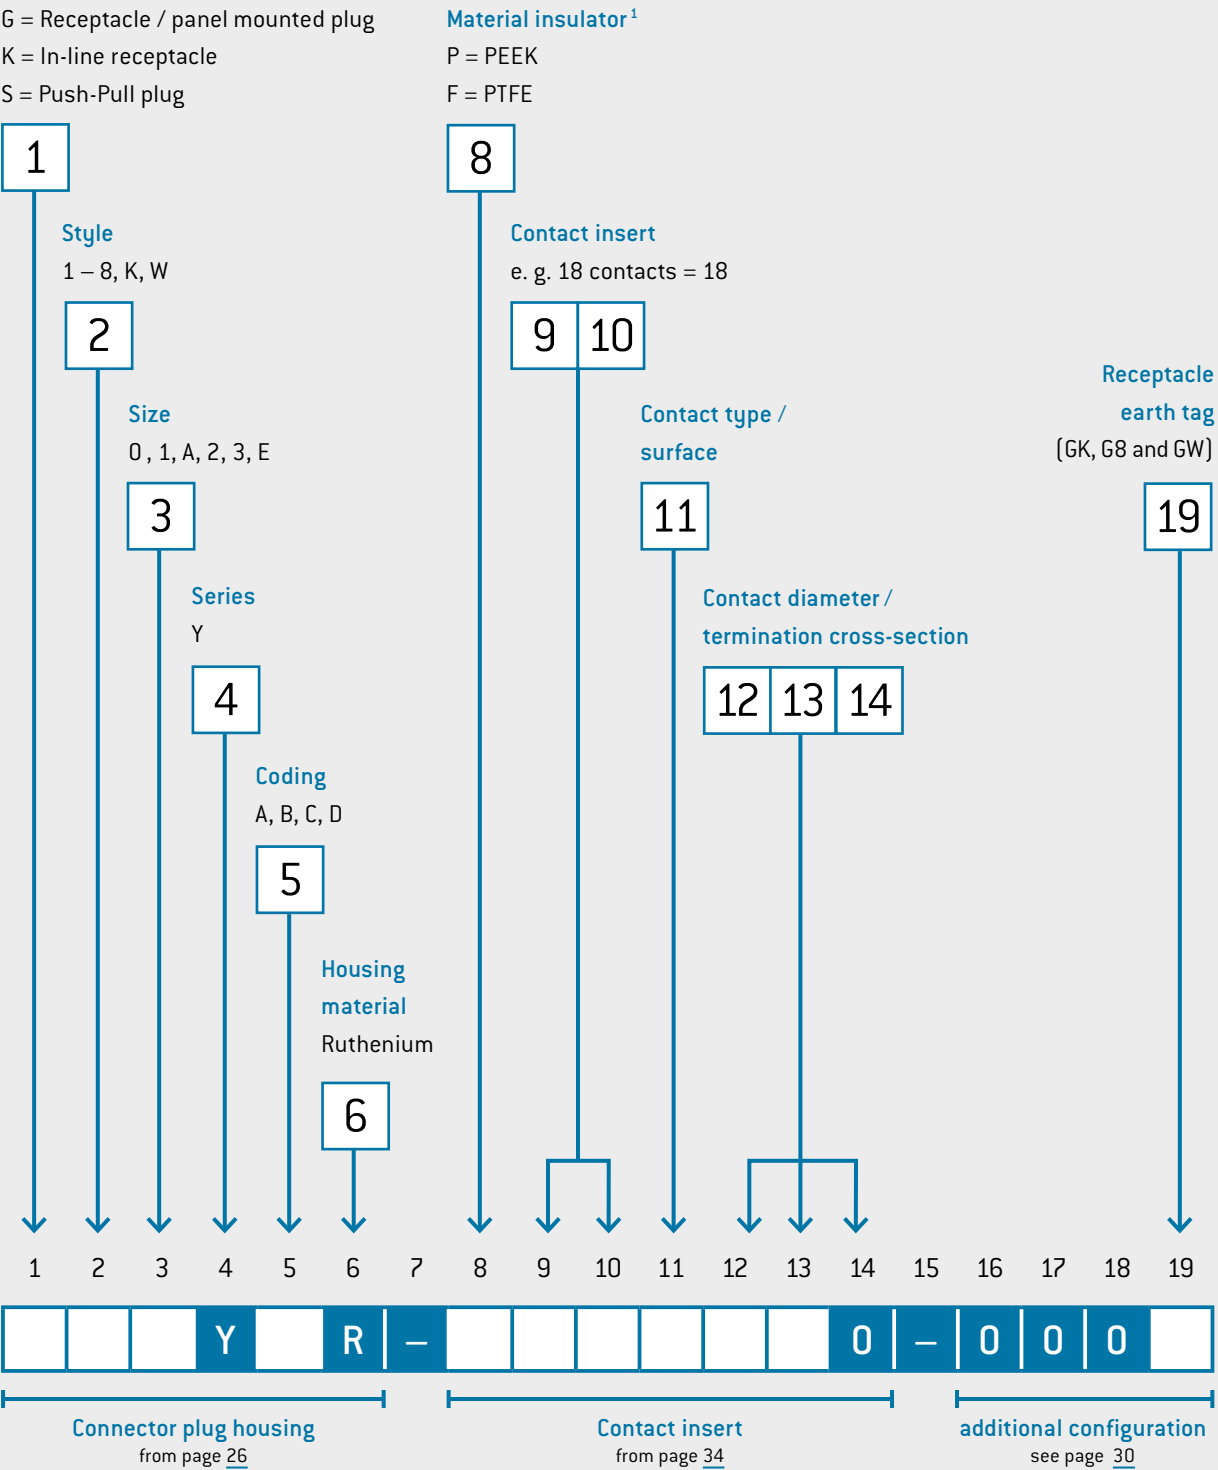 G = Receptacle / panel mounted plug
K = In-line receptacle
S = Push-Pull plug
1
Material insulator 1
P = PEEK
F = PTFE
8
Style
1 – 8, K, W
2
Contact insert
e. g. 18 contacts = 18
9 10
Size
0 , 1, A, 2, 3, E
3
Contact type /
surface
11
Receptacle
earth tag
(GK, G8 and GW)
19
Series
Y
4
Contact diameter /
termination cross-section
12 13 14
Coding
A, B, C, D
5
Housing
material
Ruthenium
6
1 2 3 4 5 6 7 8 9 10 11 12 13 14 15 16 17 18 19
Y R – 0 – 0 0 0
Connector plug housing
from page 26
Contact insert
from page 34
additional configuration
see page 30